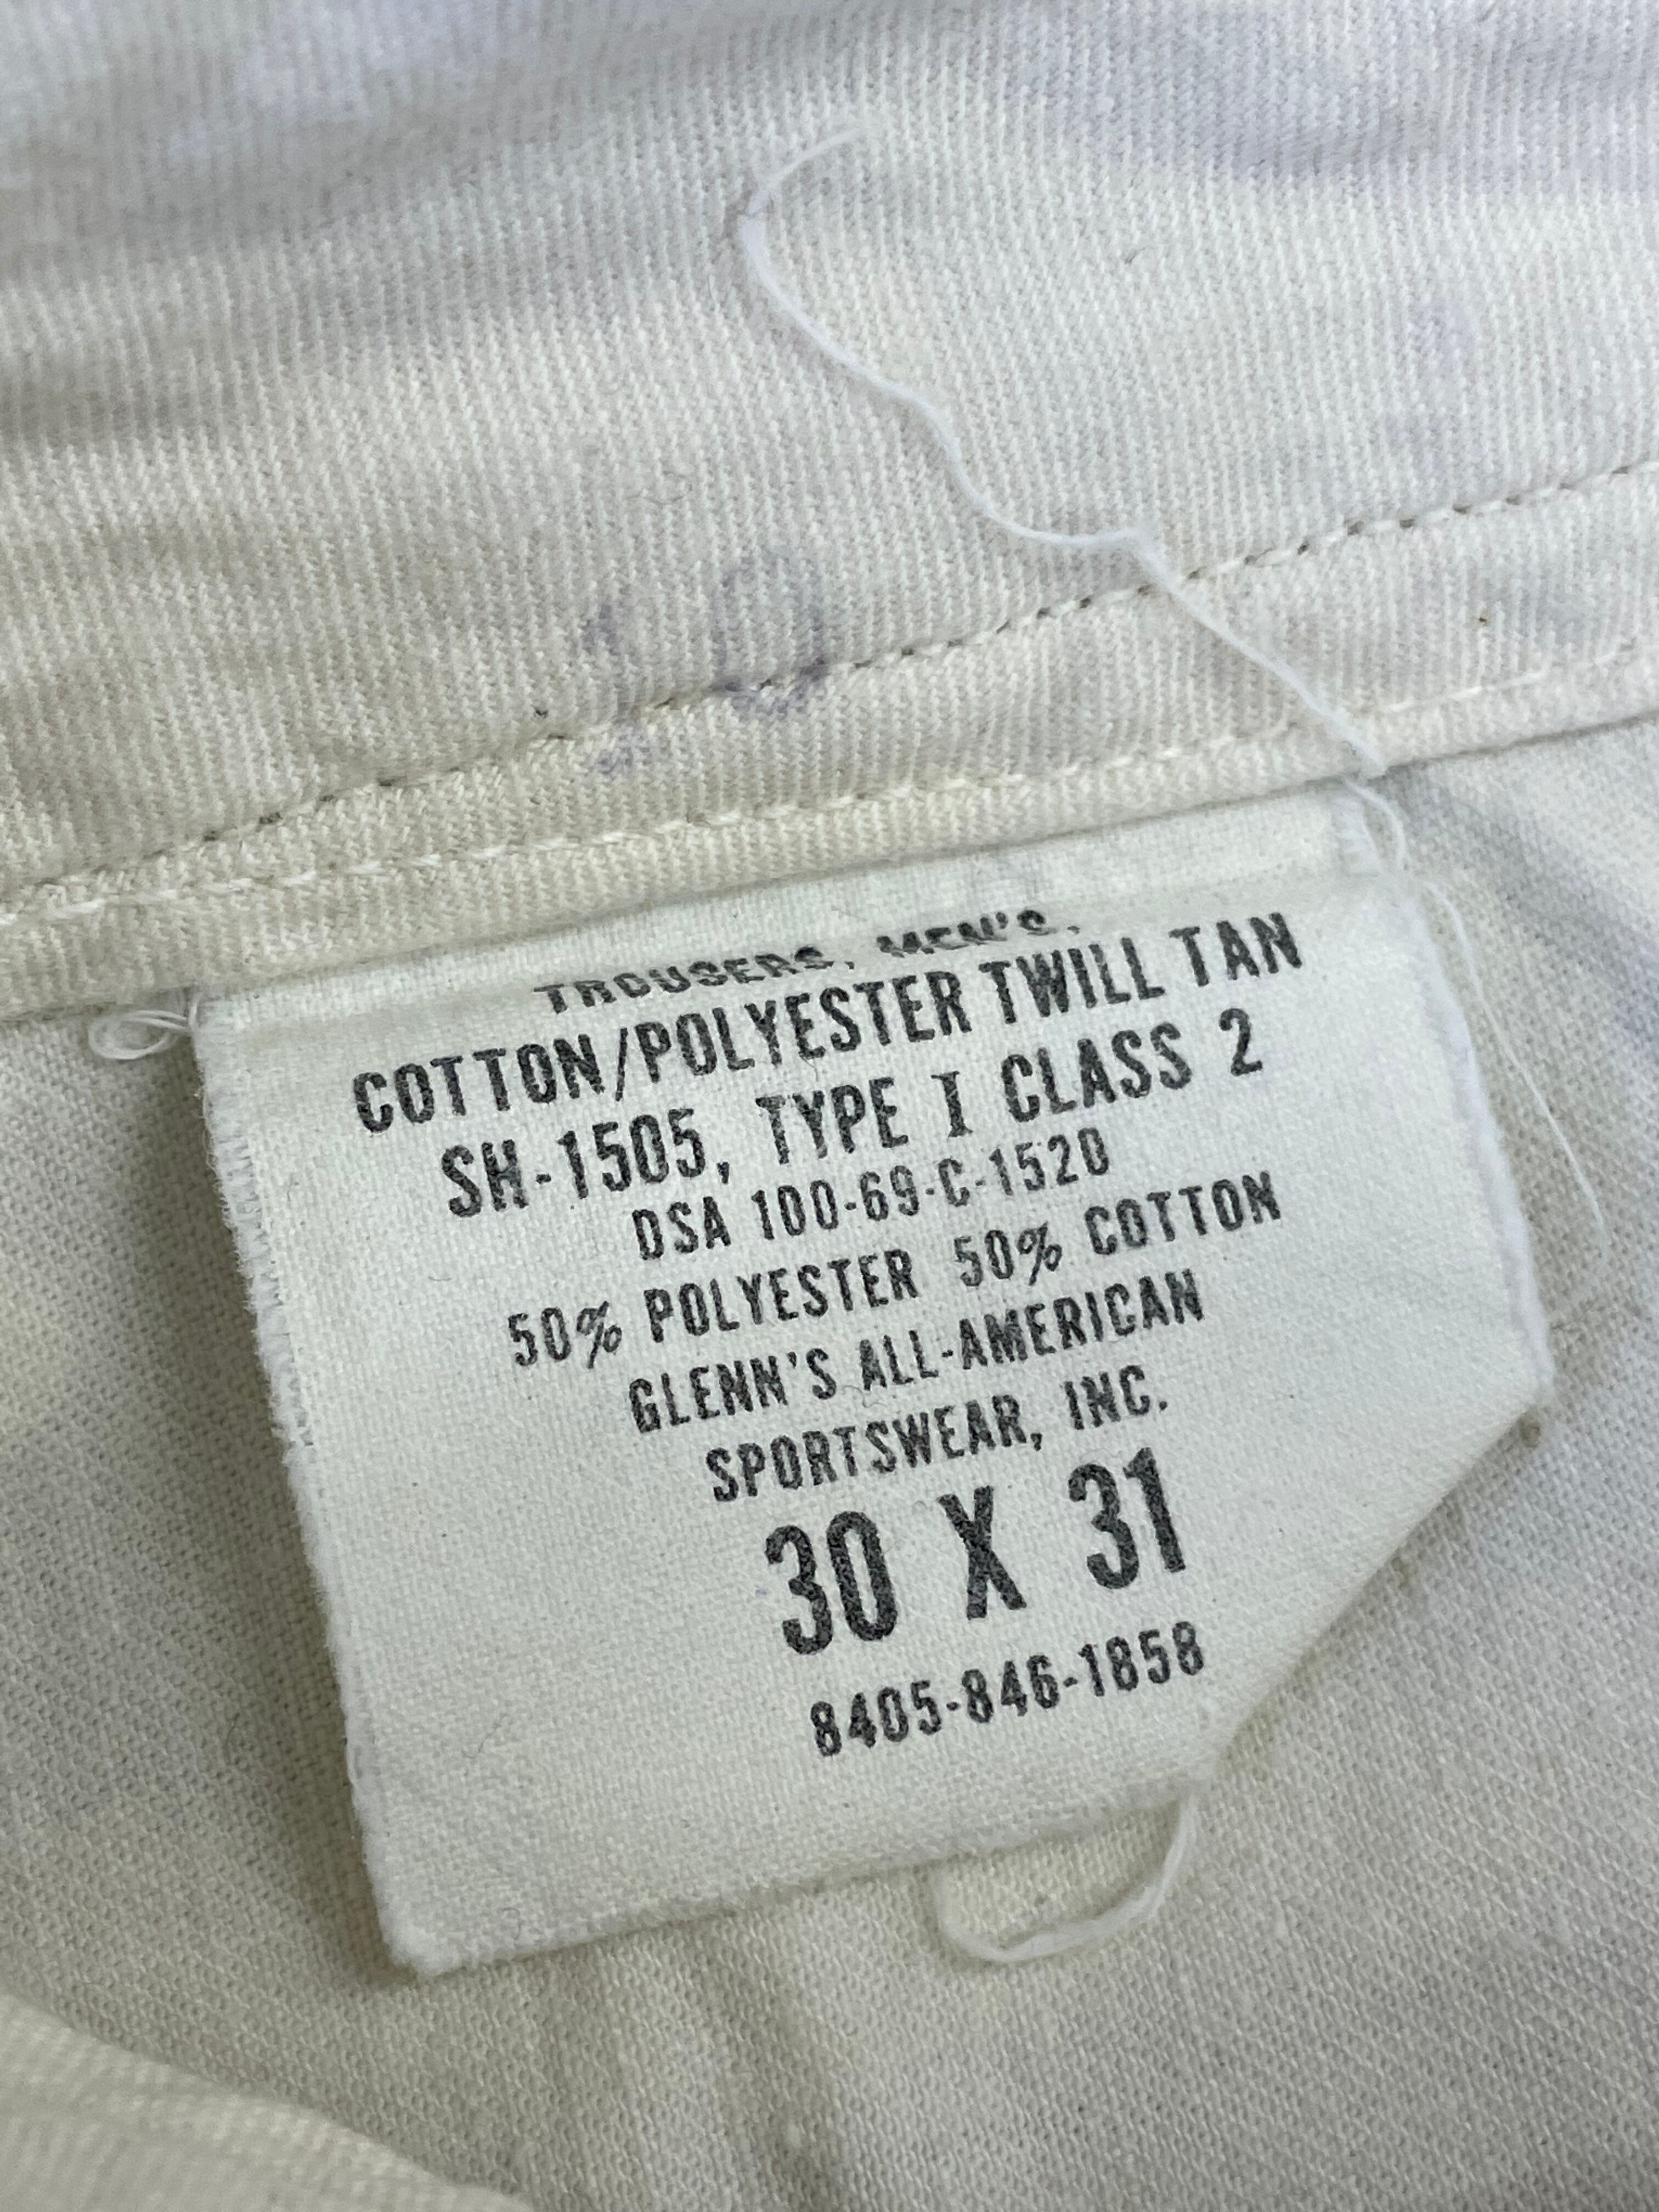 TROUSERS, MEN'S,
COTTON/POLYESTER TWILL TAN
SH-1505, TYPE I CLASS 2
DSA 100-69-C-1520
50% POLYESTER 50% COTTON
GLENN'S ALL-AMERICAN
SPORTSWEAR, INC.
30 X 31
8405-846-1858